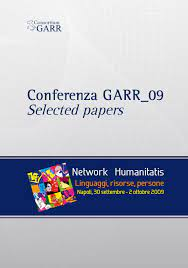 Consortium
GARR
Conferenza GARR_09
Selected papers
Network Humanitatis
Linguaggi, risorse, persone
Napoli, 30 settembre - 2 ottobre 2009